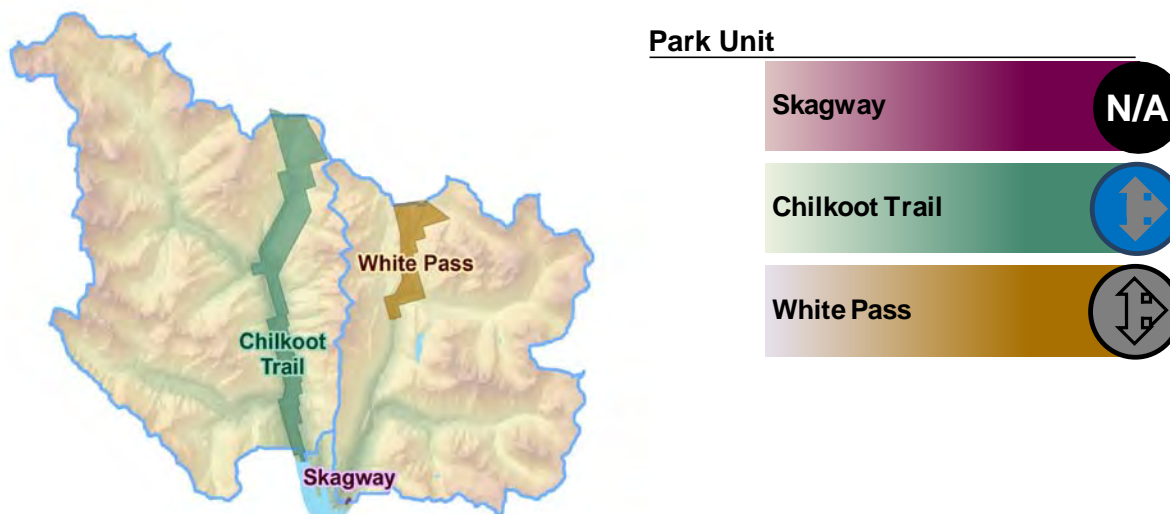 White Pass
Chilkoot
Trail
Skagway
Park Unit
Skagway
N/A
Chilkoot Trail
White Pass